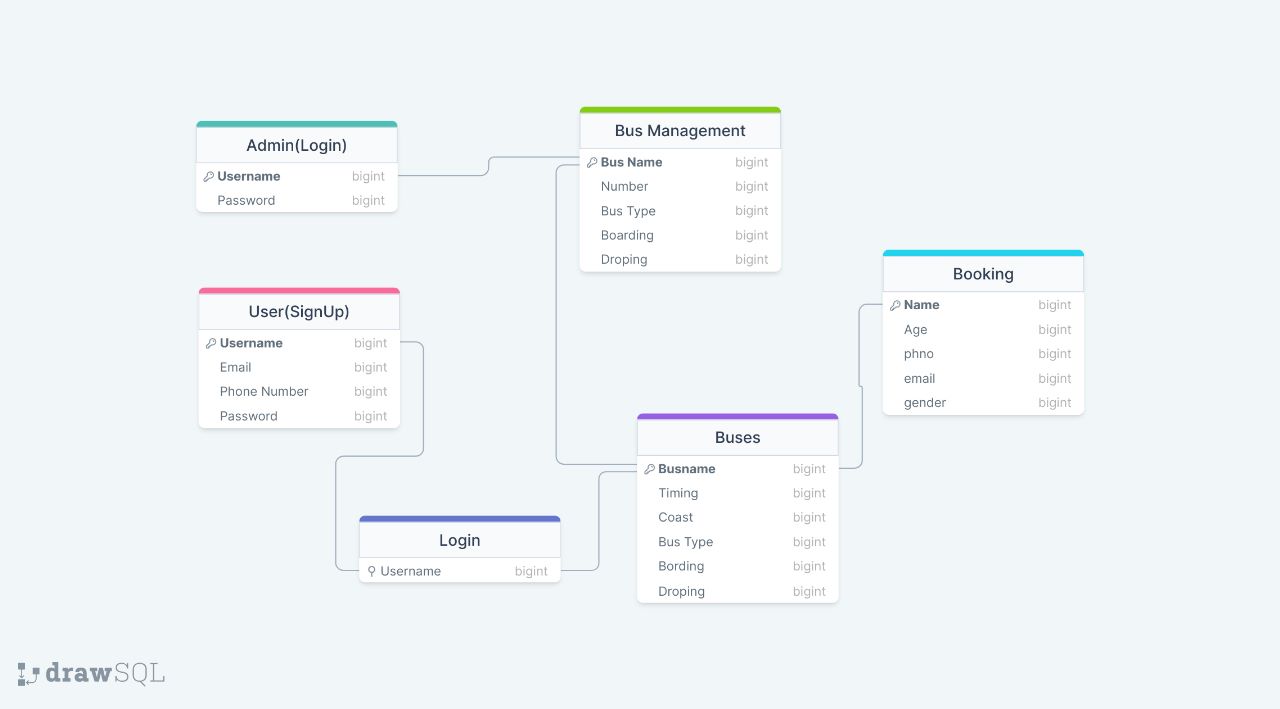 Admin(Login)
Username bigint
Password bigint
Bus Management
Bus Name bigint
Number bigint
Bus Type bigint
Boarding bigint
Droping bigint
User(SignUp)
Username bigint
Email bigint
Phone Number bigint
Password bigint
Booking
Name bigint
Age bigint
phno bigint
email bigint
gender bigint
Login
Username bigint
Buses
Busname bigint
Timing bigint
Coast bigint
Bus Type bigint
Bording bigint
Droping bigint
drawSQL